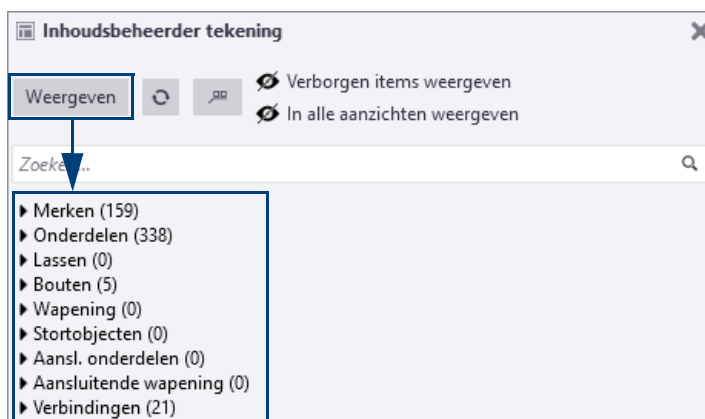 Inhoudsbeheerder tekening
Weergeven
Verborgen items weergeven
In alle aanzichten weergeven
Merken (159)
Onderdelen (338)
Lassen (0)
Bouten (5)
Wapening (0)
Stortobjecten (0)
Aansl. onderdelen (0)
Aansluitende wapening (0)
Verbindingen (21)